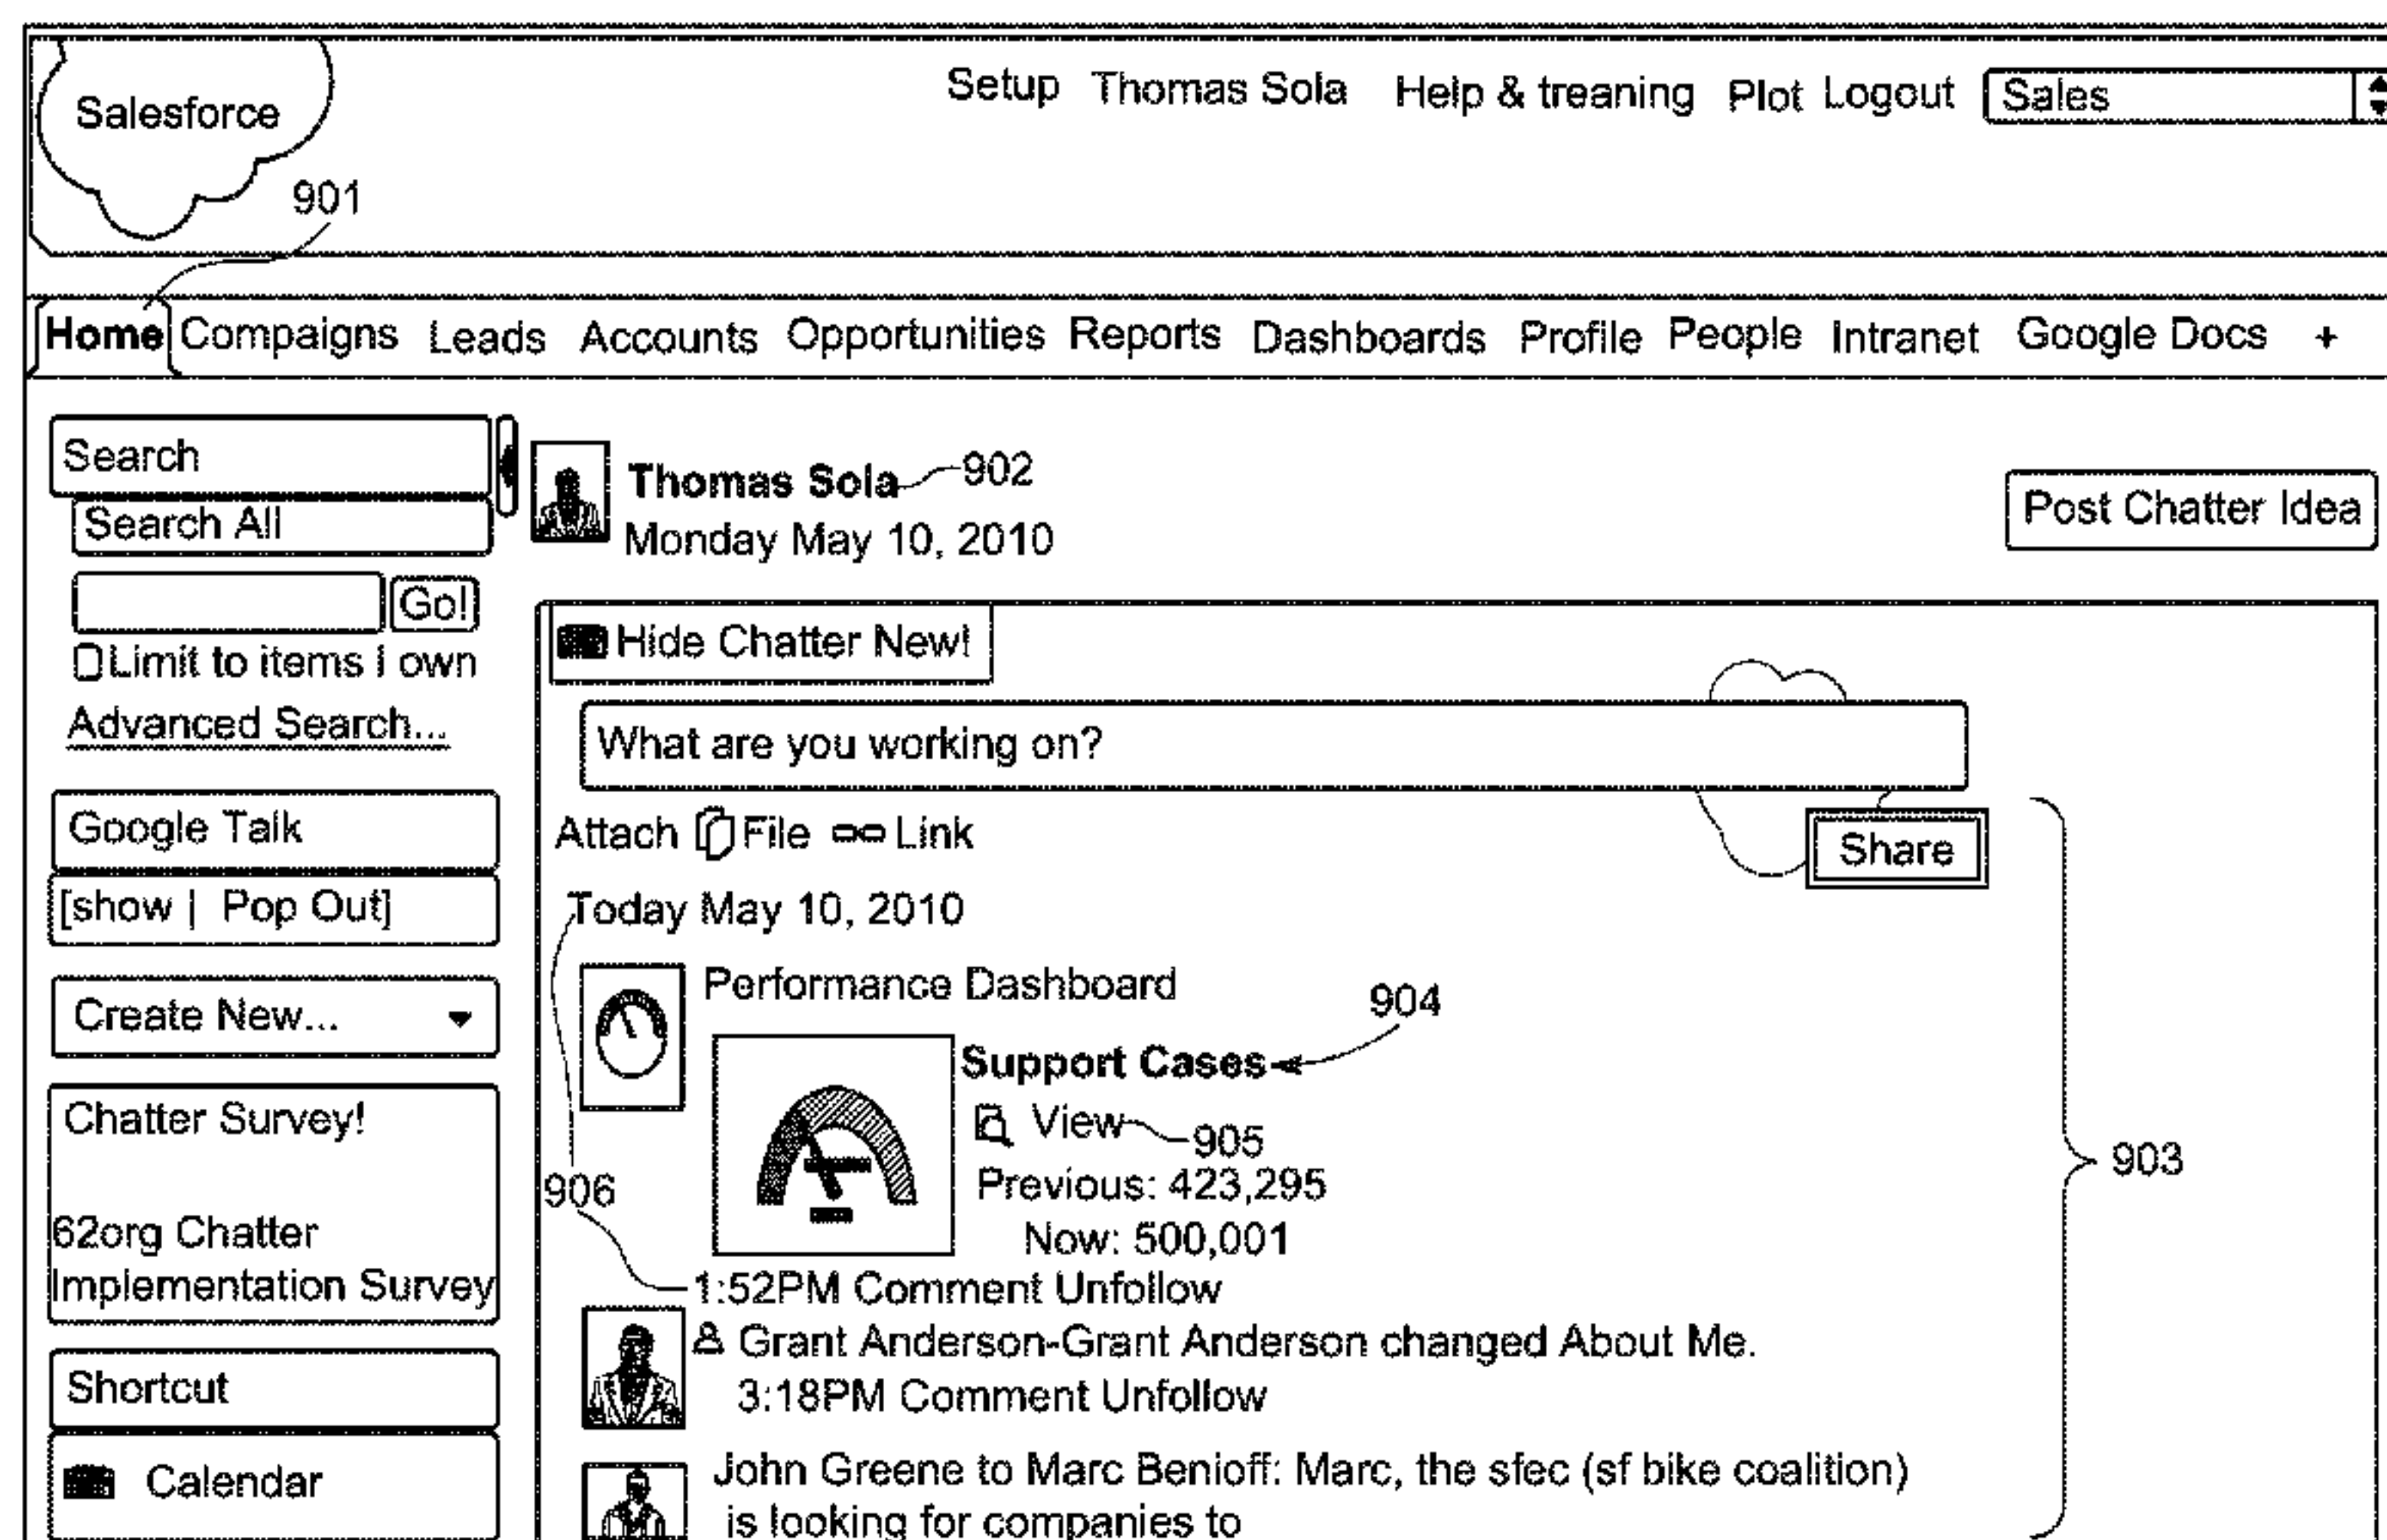 Salesforce
Setup Thomas Sola Help & treaning Plot Logout Sales
901
Home Compaigns Leads Accounts Opportunities Reports Dashboards Profile People Intranet Google Docs +
Search
Search All
Go!
Limit to items I own
Advanced Search...
Google Talk
[show | Pop Out]
Create New...
Chatter Survey!
62org Chatter
Implementation Survey
Shortcut
Calendar
Thomas Sola 902
Monday May 10, 2010
Post Chatter Idea
Hide Chatter New!
What are you working on?
Attach File Link
Share
Today May 10, 2010
Performance Dashboard
904
Support Cases
View 905
903
906
Previous: 423,295
Now: 500,001
1:52PM Comment Unfollow
Grant Anderson-Grant Anderson changed About Me.
3:18PM Comment Unfollow
John Greene to Marc Benioff: Marc, the sfec (sf bike coalition)
is looking for companies to